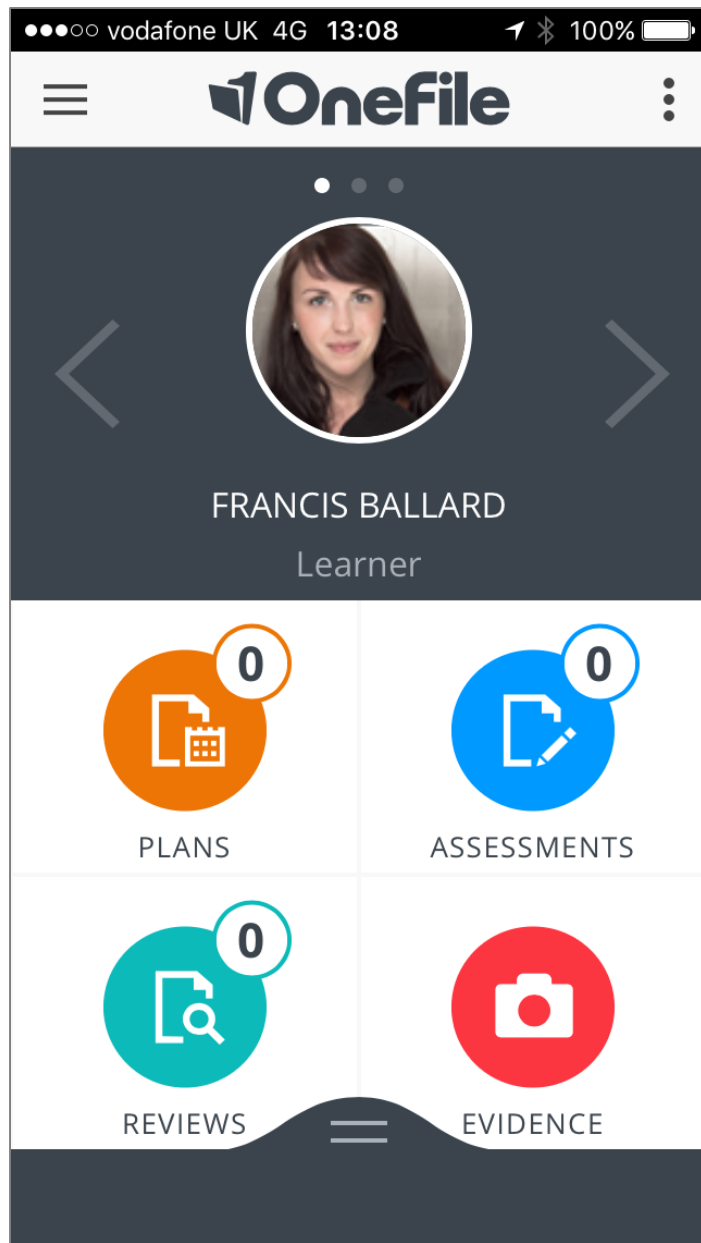 vodafone UK 4G 13:08 100%
OneFile
FRANCIS BALLARD
Learner
0 0
PLANS ASSESSMENTS
0
REVIEWS EVIDENCE